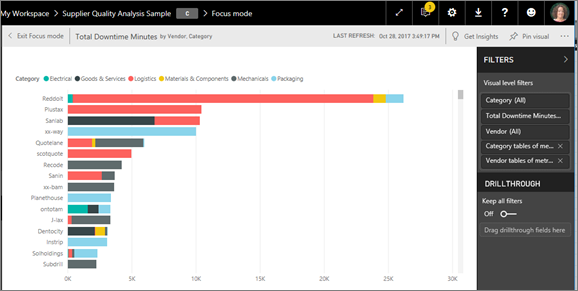 My Workspace > Supplier Quality Analysis Sample C > Focus mode
1
Exit Focus mode
Total Downtime Minutes by Vendor, Category
LAST REFRESH: Oct 28, 2017 3:49:17 PM
Get Insights
Pin visual
FILTERS
Category Electrical Goods & Services Logistics Materials & Components Mechanicals Packaging
Visual level filters
Category (All)
Total Downtime Minutes...
Vendor (All)
Category tables of me...
Vendor tables of metr...
DRILLTHROUGH
Keep all filters
Off
Drag drillthrough fields here
Reddoit
Plustax
Sanlab
xx-way
Quotelane
scotquote
Recode
Sanin
xx-bem
Planethouse
ontotam
J-lax
Dentocity
Instrip
Solholdings
Subdrill
0K 5K 10K 15K 20K 25K 30K